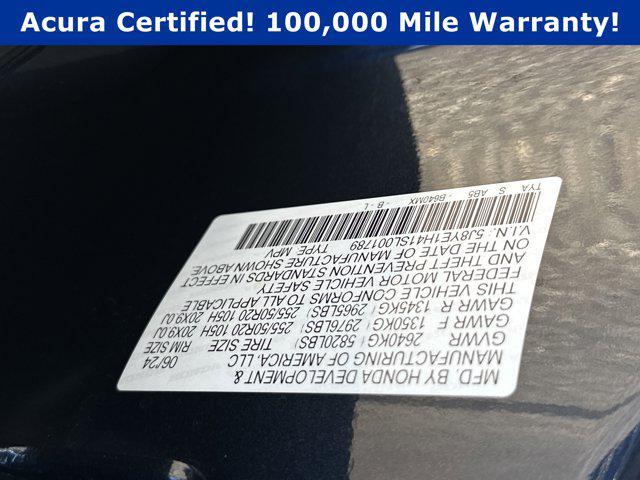 Acura Certified! 100,000 Mile Warranty!
MFD. BY HONDA DEVELOPMENT & 06/24
MANUFACTURING OF AMERICA, LLC
GVWR 2640KG 5820LBS TIRE SIZE RIM SIZE
GAWR F 1350KG 2976LBS 255/50R20 105H 20X9.0J
GAWR R 1345KG 2965LBS 255/50R20 105H 20X9.0J
THIS VEHICLE CONFORMS TO ALL APPLICABLE
FEDERAL MOTOR VEHICLE SAFETY
AND THEFT PREVENTION STANDARDS IN EFFECT
ON THE DATE OF MANUFACTURE SHOWN ABOVE
V.I.N.: 5J8YE1H41SL001789 TYPE MPV
TYA S AB5 -B640MX - B - L